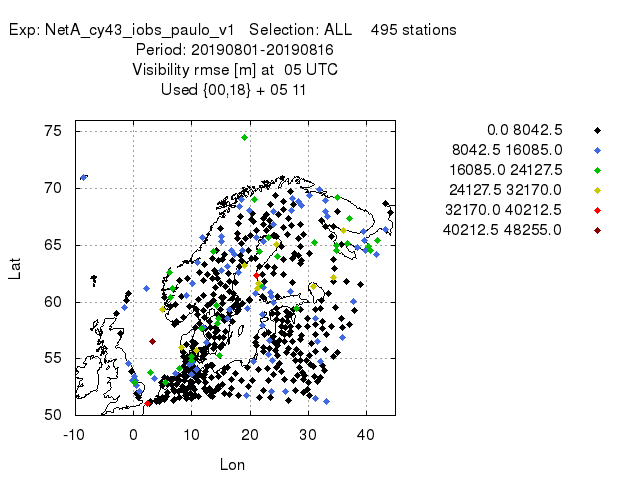 Exp: NetA_cy43_iobs_paulo_v1 Selection: ALL 495 stations
Period: 20190801-20190816
Visibility rmse [m] at 05 UTC
Used {00,18} + 05 11
0.0 8042.5
8042.5 16085.0
16085.0 24127.5
24127.5 32170.0
32170.0 40212.5
40212.5 48255.0
75
70
65
60
55
50
Lat
-10 0 10 20 30 40
Lon